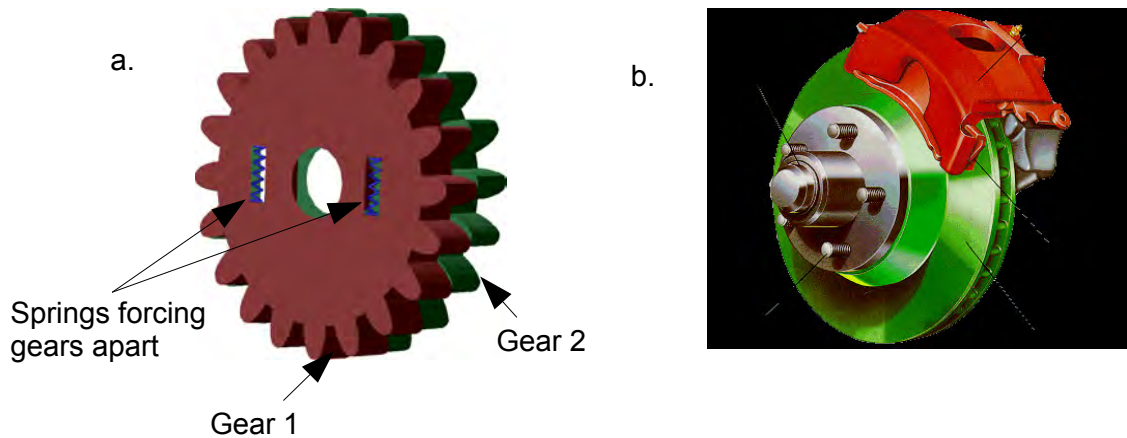 a.
b.
Springs forcing
gears apart
Gear 2
Gear 1